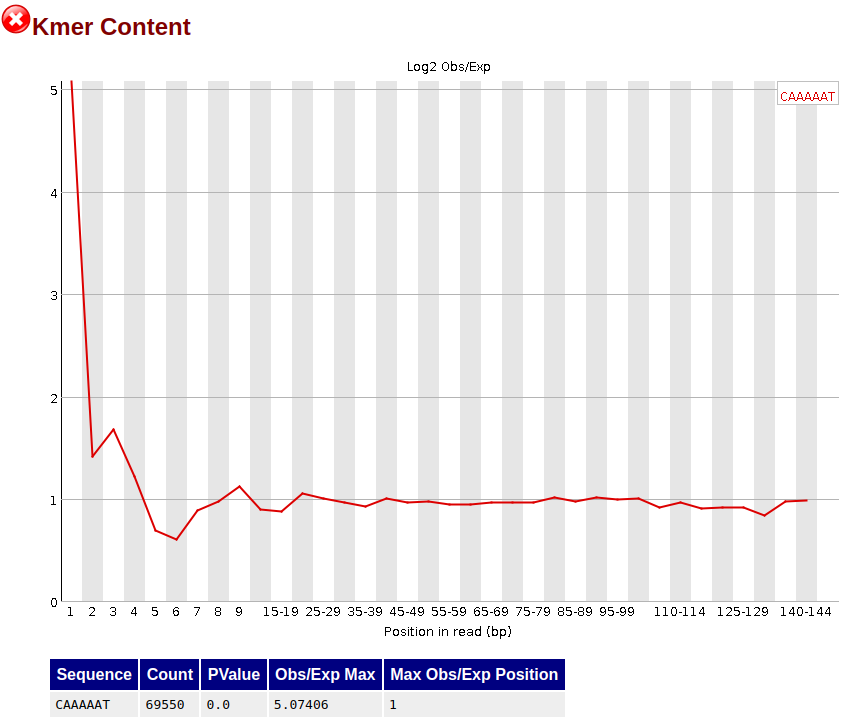 Kmer Content
Log2 Obs/Exp
CAAAAAT
5
4
3
2
1
0
1 2 3 4 5 6 7 8 9 15-19 25-29 35-39 45-49 55-59 65-69 75-79 85-89 95-99 110-114 125-129 140-144
Position in read (bp)
Sequence Count PValue Obs/Exp Max Max Obs/Exp Position
CAAAAAT 69550 0.0 5.07406 1